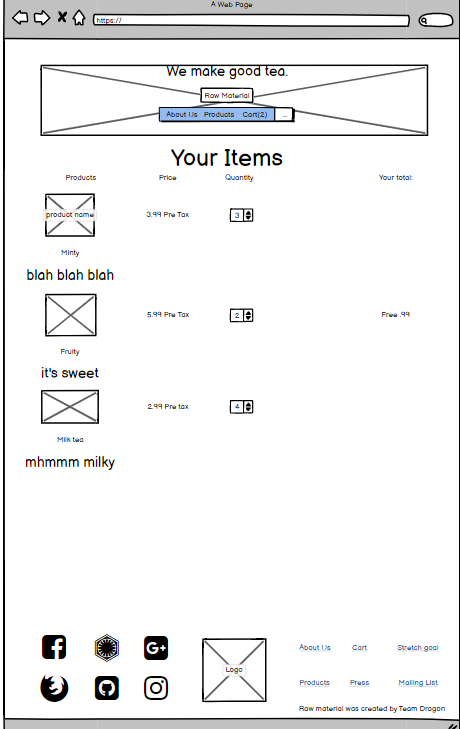 A Web Page
https://
We make good tea.
Raw Material
About Us Products Cart(2) ...
Your Items
Products Price Quantity Your total:
product name 3.99 Pre Tax 3
Minty
blah blah blah
5.99 Pre Tax 2 Free .99
Fruity
it's sweet
2.99 Pre tax 4
Milk tea
mhmmm milky
G+
Logo
About Us Cart Stretch goal
Products Press Mailing List
Raw material was created by Team Dragon